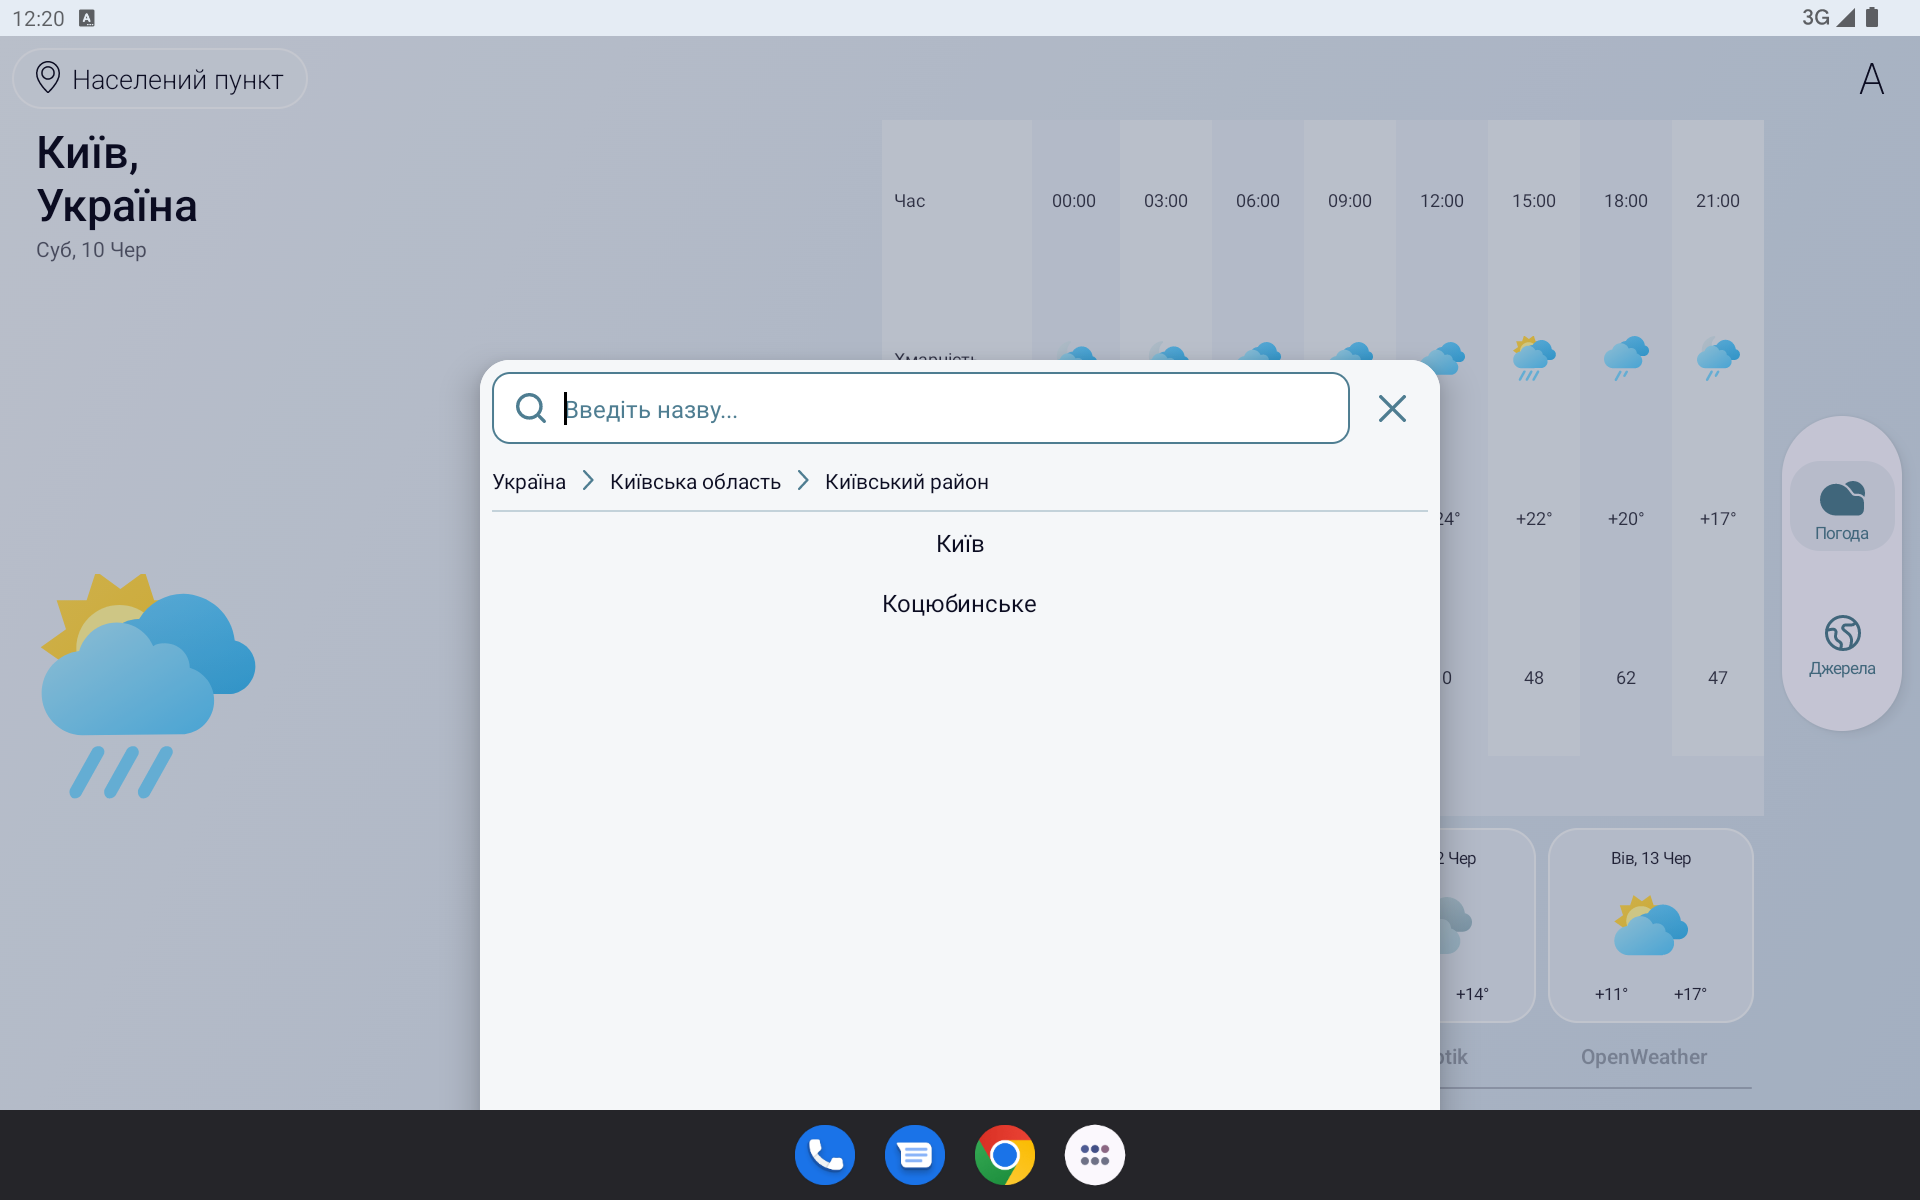 12:20
3G
Населений пункт
A
Київ,
Україна
Суб, 10 Чер
Час 00:00 03:00 06:00 09:00 12:00 15:00 18:00 21:00
Введіть назву...
Україна Київська область Київський район
Київ
Коцюбинське
24° +22° +20° +17°
0 48 62 47
Погода
Джерела
2 Чер
+14°
Вів, 13 Чер
+11° +17°
OpenWeather